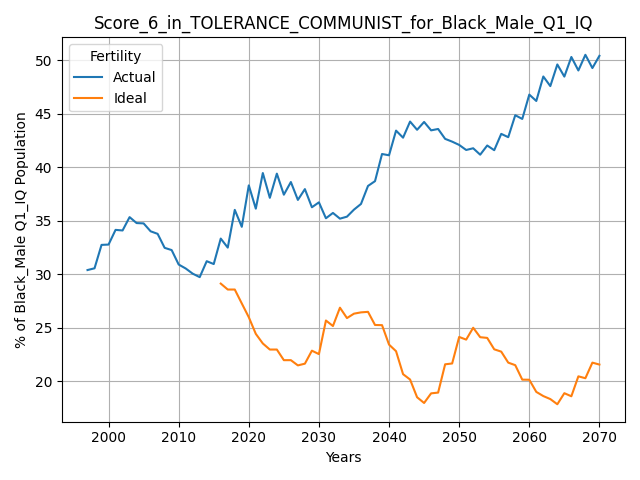 Score_6_in_TOLERANCE_COMMUNIST_for_Black_Male_Q1_IQ
Fertility
Actual
Ideal
% of Black_Male Q1_IQ Population
50
45
40
35
30
25
20
2000 2010 2020 2030 2040 2050 2060 2070
Years